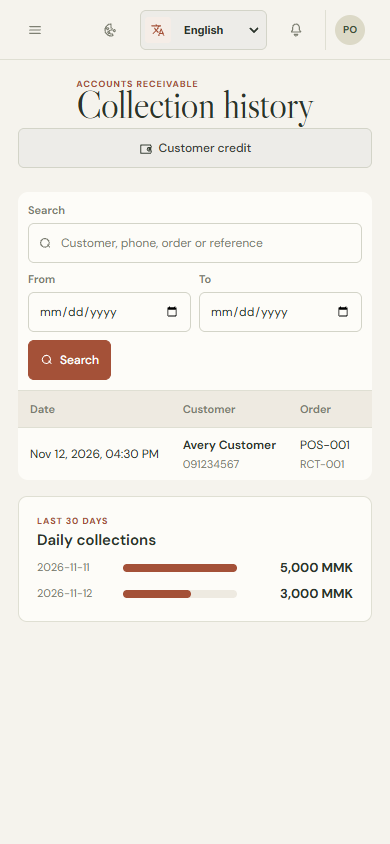 English
PO
ACCOUNTS RECEIVABLE
Collection history
Customer credit
Search
Customer, phone, order or reference
From To
mm/dd/yyyy mm/dd/yyyy
Search
Date Customer Order
Nov 12, 2026, 04:30 PM Avery Customer POS-001
091234567 RCT-001
LAST 30 DAYS
Daily collections
2026-11-11 5,000 MMK
2026-11-12 3,000 MMK